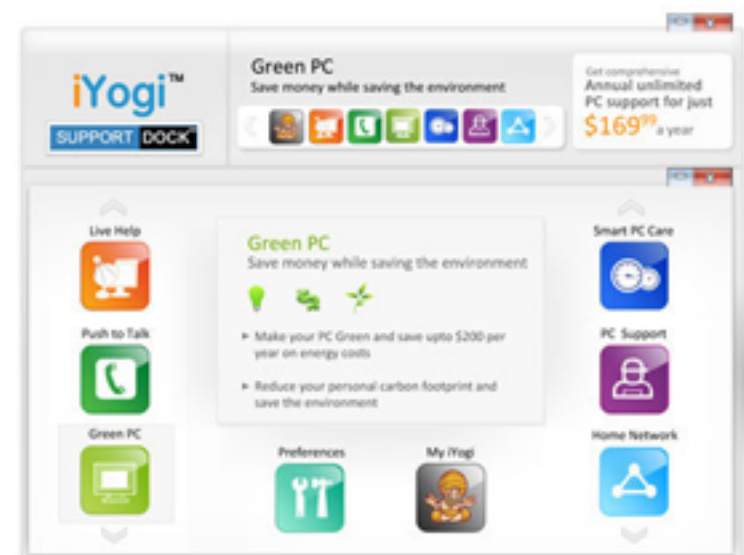 iYogi™
SUPPORT DOCK
Green PC
Save money while saving the environment
Get comprehensive
Annual unlimited
PC support for just
$169⁹⁹ a year
Live Help
Push to Talk
Green PC
Green PC
Save money while saving the environment
▸ Make your PC Green and save upto $200 per
year on energy costs
▸ Reduce your personal carbon footprint and
save the environment
Preferences
My iYogi
Smart PC Care
PC Support
Home Network